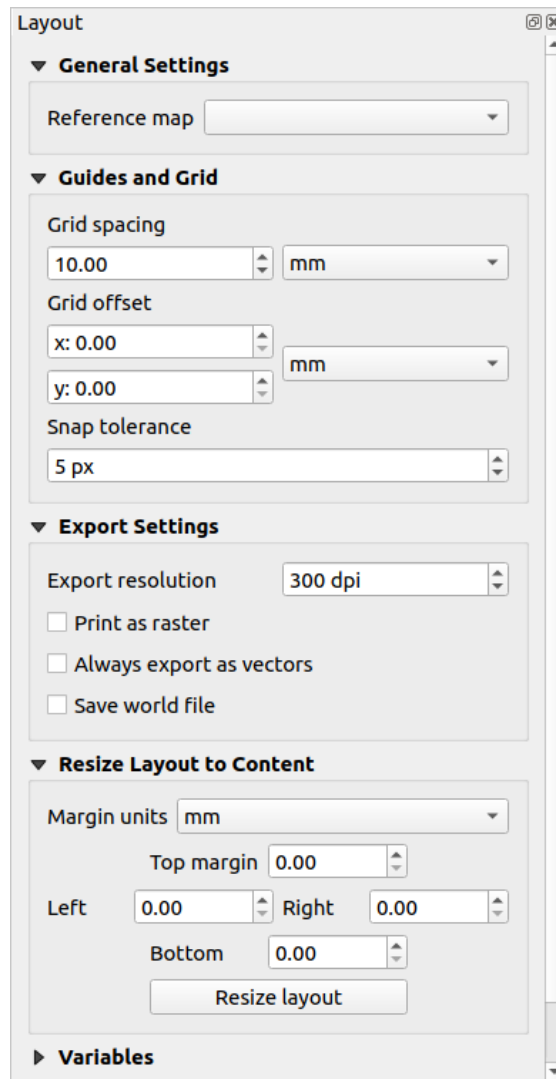 Layout
General Settings
Reference map
Guides and Grid
Grid spacing
10.00 mm
Grid offset
x: 0.00
mm
y: 0.00
Snap tolerance
5 px
Export Settings
Export resolution 300 dpi
Print as raster
Always export as vectors
Save world file
Resize Layout to Content
Margin units mm
Top margin 0.00
Left 0.00 Right 0.00
Bottom 0.00
Resize layout
Variables